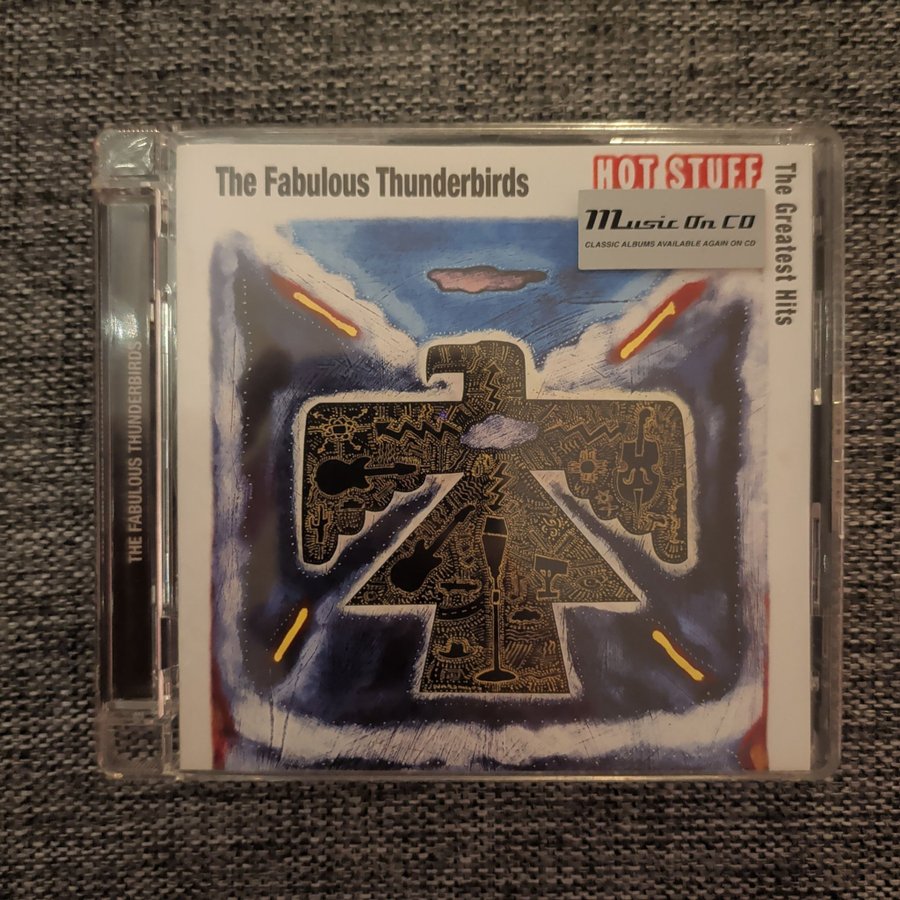 The Fabulous Thunderbirds
HOT STUFF
The Greatest Hits
Music On CD
CLASSIC ALBUMS AVAILABLE AGAIN ON CD
THE FABULOUS THUNDERBIRDS